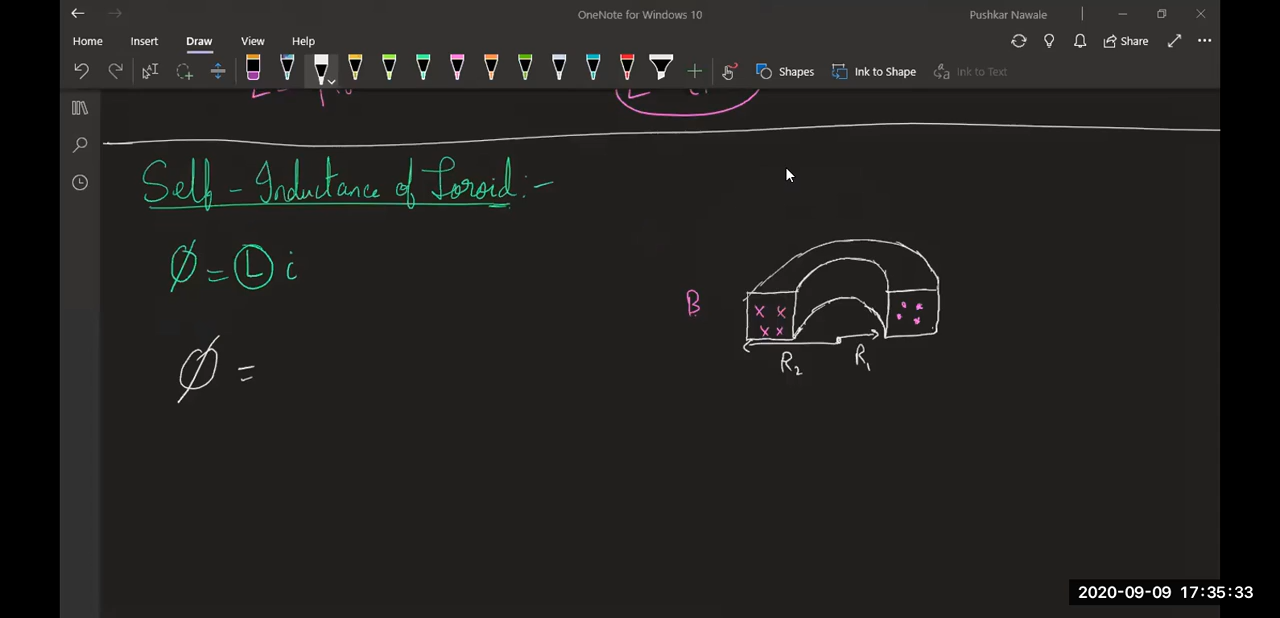 OneNote for Windows 10
Pushkar Nawale
Home Insert Draw View Help
Share
Shapes Ink to Shape Ink to Text
Self - Inductance of Toroid :-
ϕ = L i
B
x x
x x
R2 R1
ϕ =
2020-09-09 17:35:33